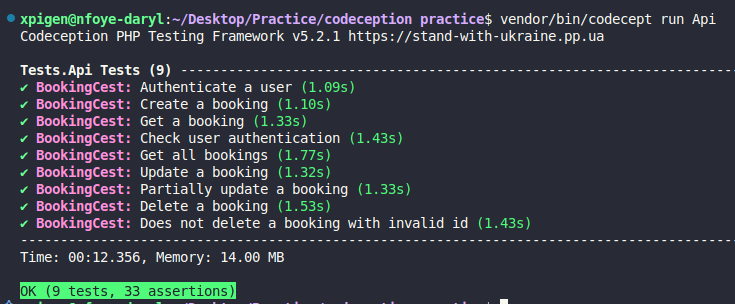 xpigen@nfoye-daryl:~/Desktop/Practice/codeception practice$ vendor/bin/codecept run Api
Codeception PHP Testing Framework v5.2.1 https://stand-with-ukraine.pp.ua
Tests.Api Tests (9) ------------------------------------------------------------------------
✔ BookingCest: Authenticate a user (1.09s)
✔ BookingCest: Create a booking (1.10s)
✔ BookingCest: Get a booking (1.33s)
✔ BookingCest: Check user authentication (1.43s)
✔ BookingCest: Get all bookings (1.77s)
✔ BookingCest: Update a booking (1.32s)
✔ BookingCest: Partially update a booking (1.33s)
✔ BookingCest: Delete a booking (1.53s)
✔ BookingCest: Does not delete a booking with invalid id (1.43s)
--------------------------------------------------------------------------------------------
Time: 00:12.356, Memory: 14.00 MB
OK (9 tests, 33 assertions)